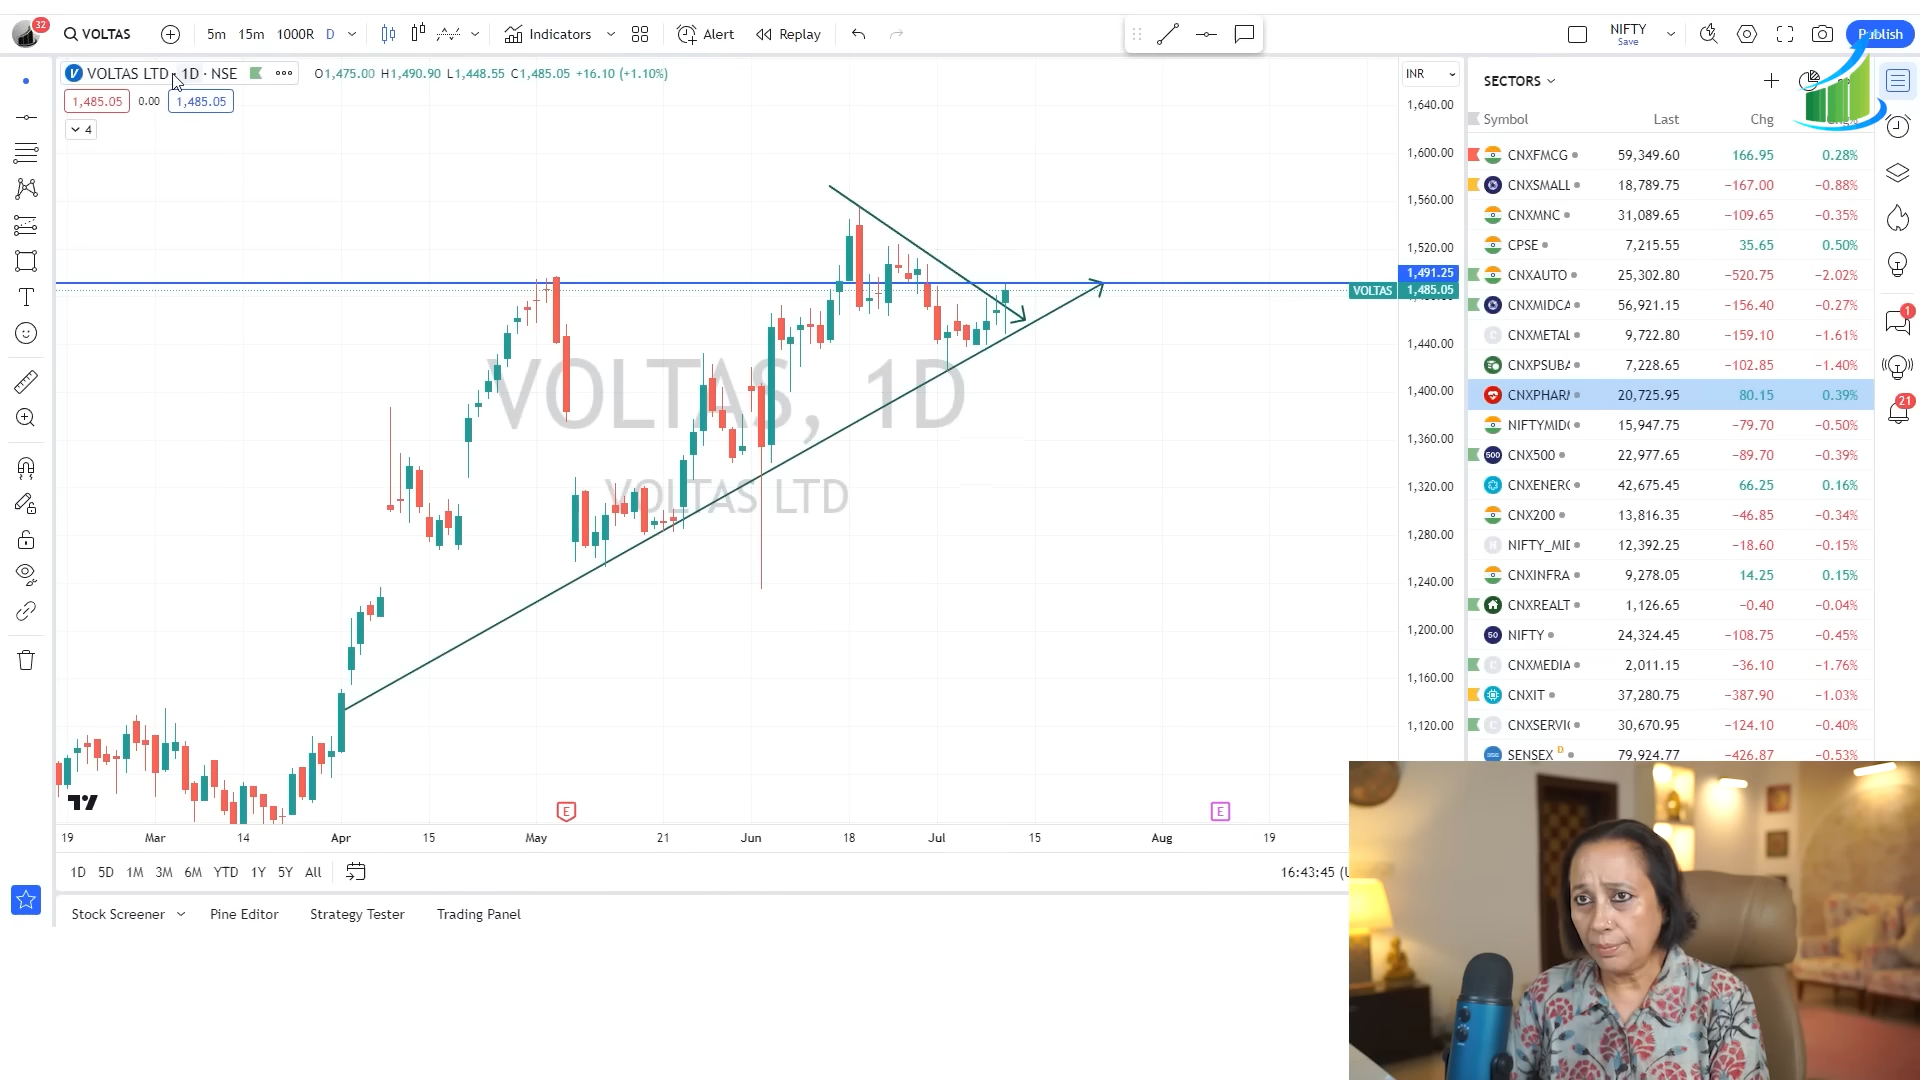 32 VOLTAS 5m 15m 1000R D Indicators Alert Replay NIFTY Save Publish
VOLTAS LTD · 1D · NSE O1,475.00 H1,490.90 L1,448.55 C1,485.05 +16.10 (+1.10%) INR
1,485.05 0.00 1,485.05
4
VOLTAS, 1D
VOLTAS LTD
1,640.00
1,600.00
1,560.00
1,520.00
1,491.25
VOLTAS 1,485.05
1,440.00
1,400.00
1,360.00
1,320.00
1,280.00
1,240.00
1,200.00
1,160.00
1,120.00
E E
19 Mar 14 Apr 15 May 21 Jun 18 Jul 15 Aug 19
1D 5D 1M 3M 6M YTD 1Y 5Y All 16:43:45 (
Stock Screener Pine Editor Strategy Tester Trading Panel
SECTORS
Symbol Last Chg
CNXFMCG 59,349.60 166.95 0.28%
CNXSMALL 18,789.75 −167.00 −0.88%
CNXMNC 31,089.65 −109.65 −0.35%
CPSE 7,215.55 35.65 0.50%
CNXAUTO 25,302.80 −520.75 −2.02%
CNXMIDCA 56,921.15 −156.40 −0.27%
CNXMETAL 9,722.80 −159.10 −1.61%
CNXPSUBA 7,228.65 −102.85 −1.40%
CNXPHAR 20,725.95 80.15 0.39%
NIFTYMID 15,947.75 −79.70 −0.50%
500 CNX500 22,977.65 −89.70 −0.39%
CNXENERG 42,675.45 66.25 0.16%
CNX200 13,816.35 −46.85 −0.34%
N NIFTY_MID 12,392.25 −18.60 −0.15%
CNXINFRA 9,278.05 14.25 0.15%
CNXREALT 1,126.65 −0.40 −0.04%
50 NIFTY 24,324.45 −108.75 −0.45%
C CNXMEDIA 2,011.15 −36.10 −1.76%
CNXIT 37,280.75 −387.90 −1.03%
C CNXSERVI 30,670.95 −124.10 −0.40%
SENSEX D 79,924.77 −426.87 −0.53%
1
21